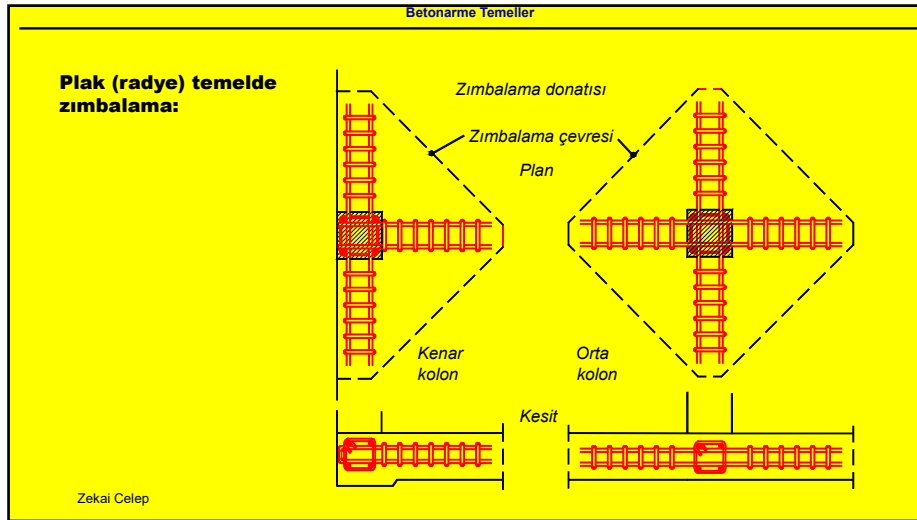 Betonarme Temeller
Plak (radye) temelde
zımbalama:
Zımbalama donatısı
Zımbalama çevresi
Plan
Kenar
kolon
Orta
kolon
Kesit
Zekai Celep